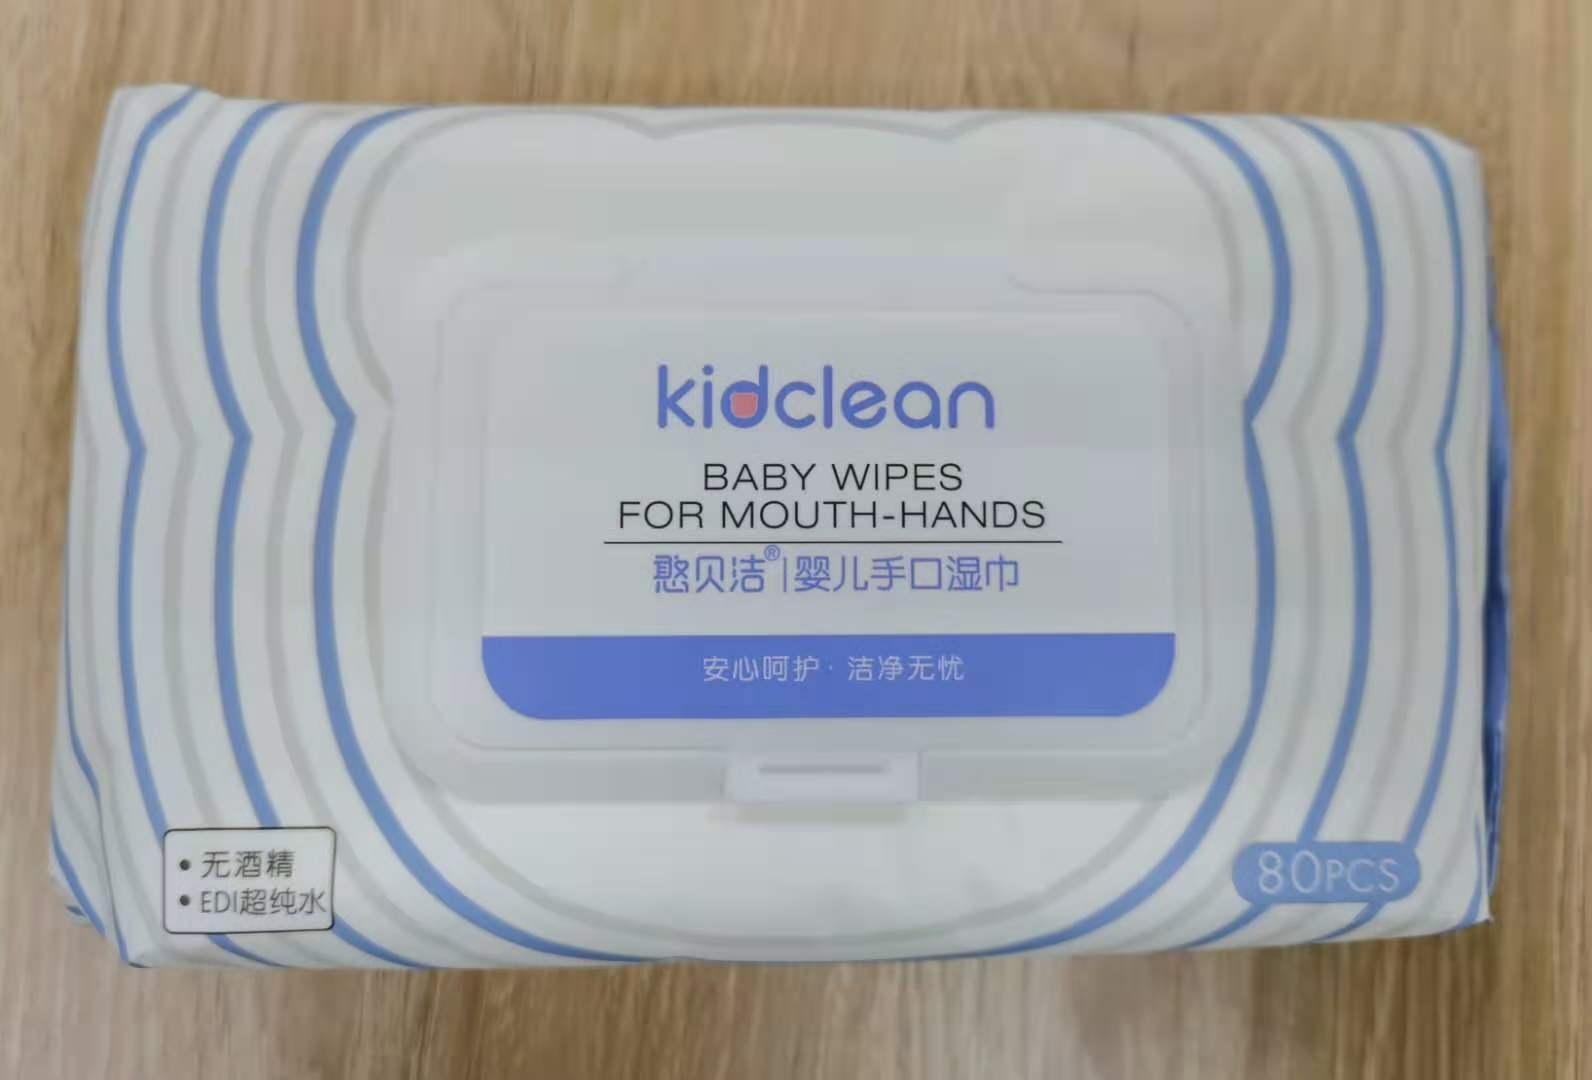 kidclean
BABY WIPES
FOR MOUTH-HANDS
憨贝洁®|婴儿手口湿巾
安心呵护·洁净无忧
• 无酒精
• EDI超纯水
80PCS